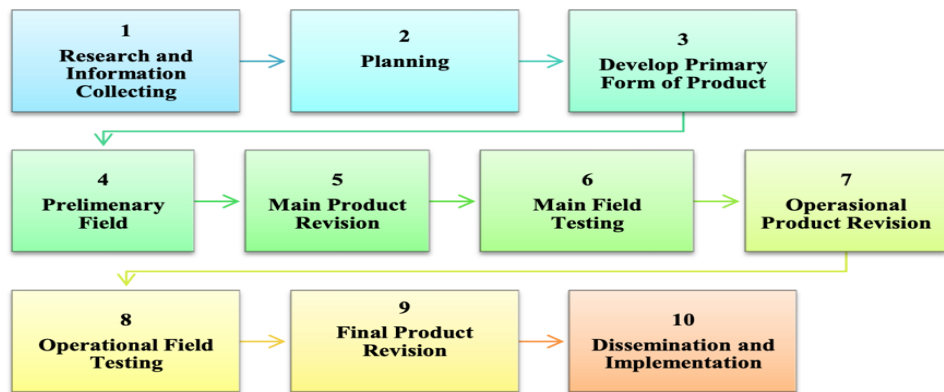 1
Research and
Information
Collecting
2
Planning
3
Develop Primary
Form of Product
4
Prelimenary
Field
5
Main Product
Revision
6
Main Field
Testing
7
Operasional
Product Revision
8
Operational Field
Testing
9
Final Product
Revision
10
Dissemination and
Implementation